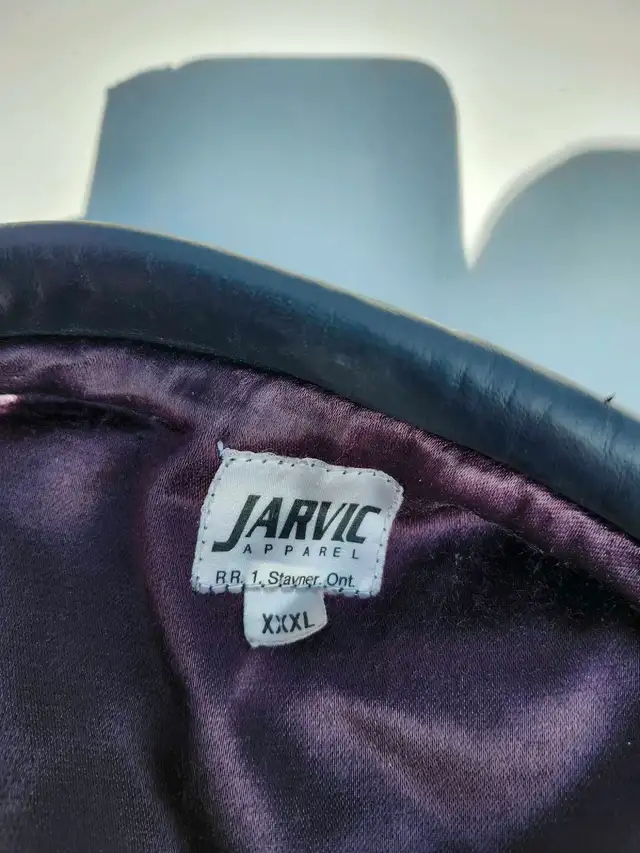 JARVIC
APPAREL
R.R. 1. Stayner. Ont.
XXXL